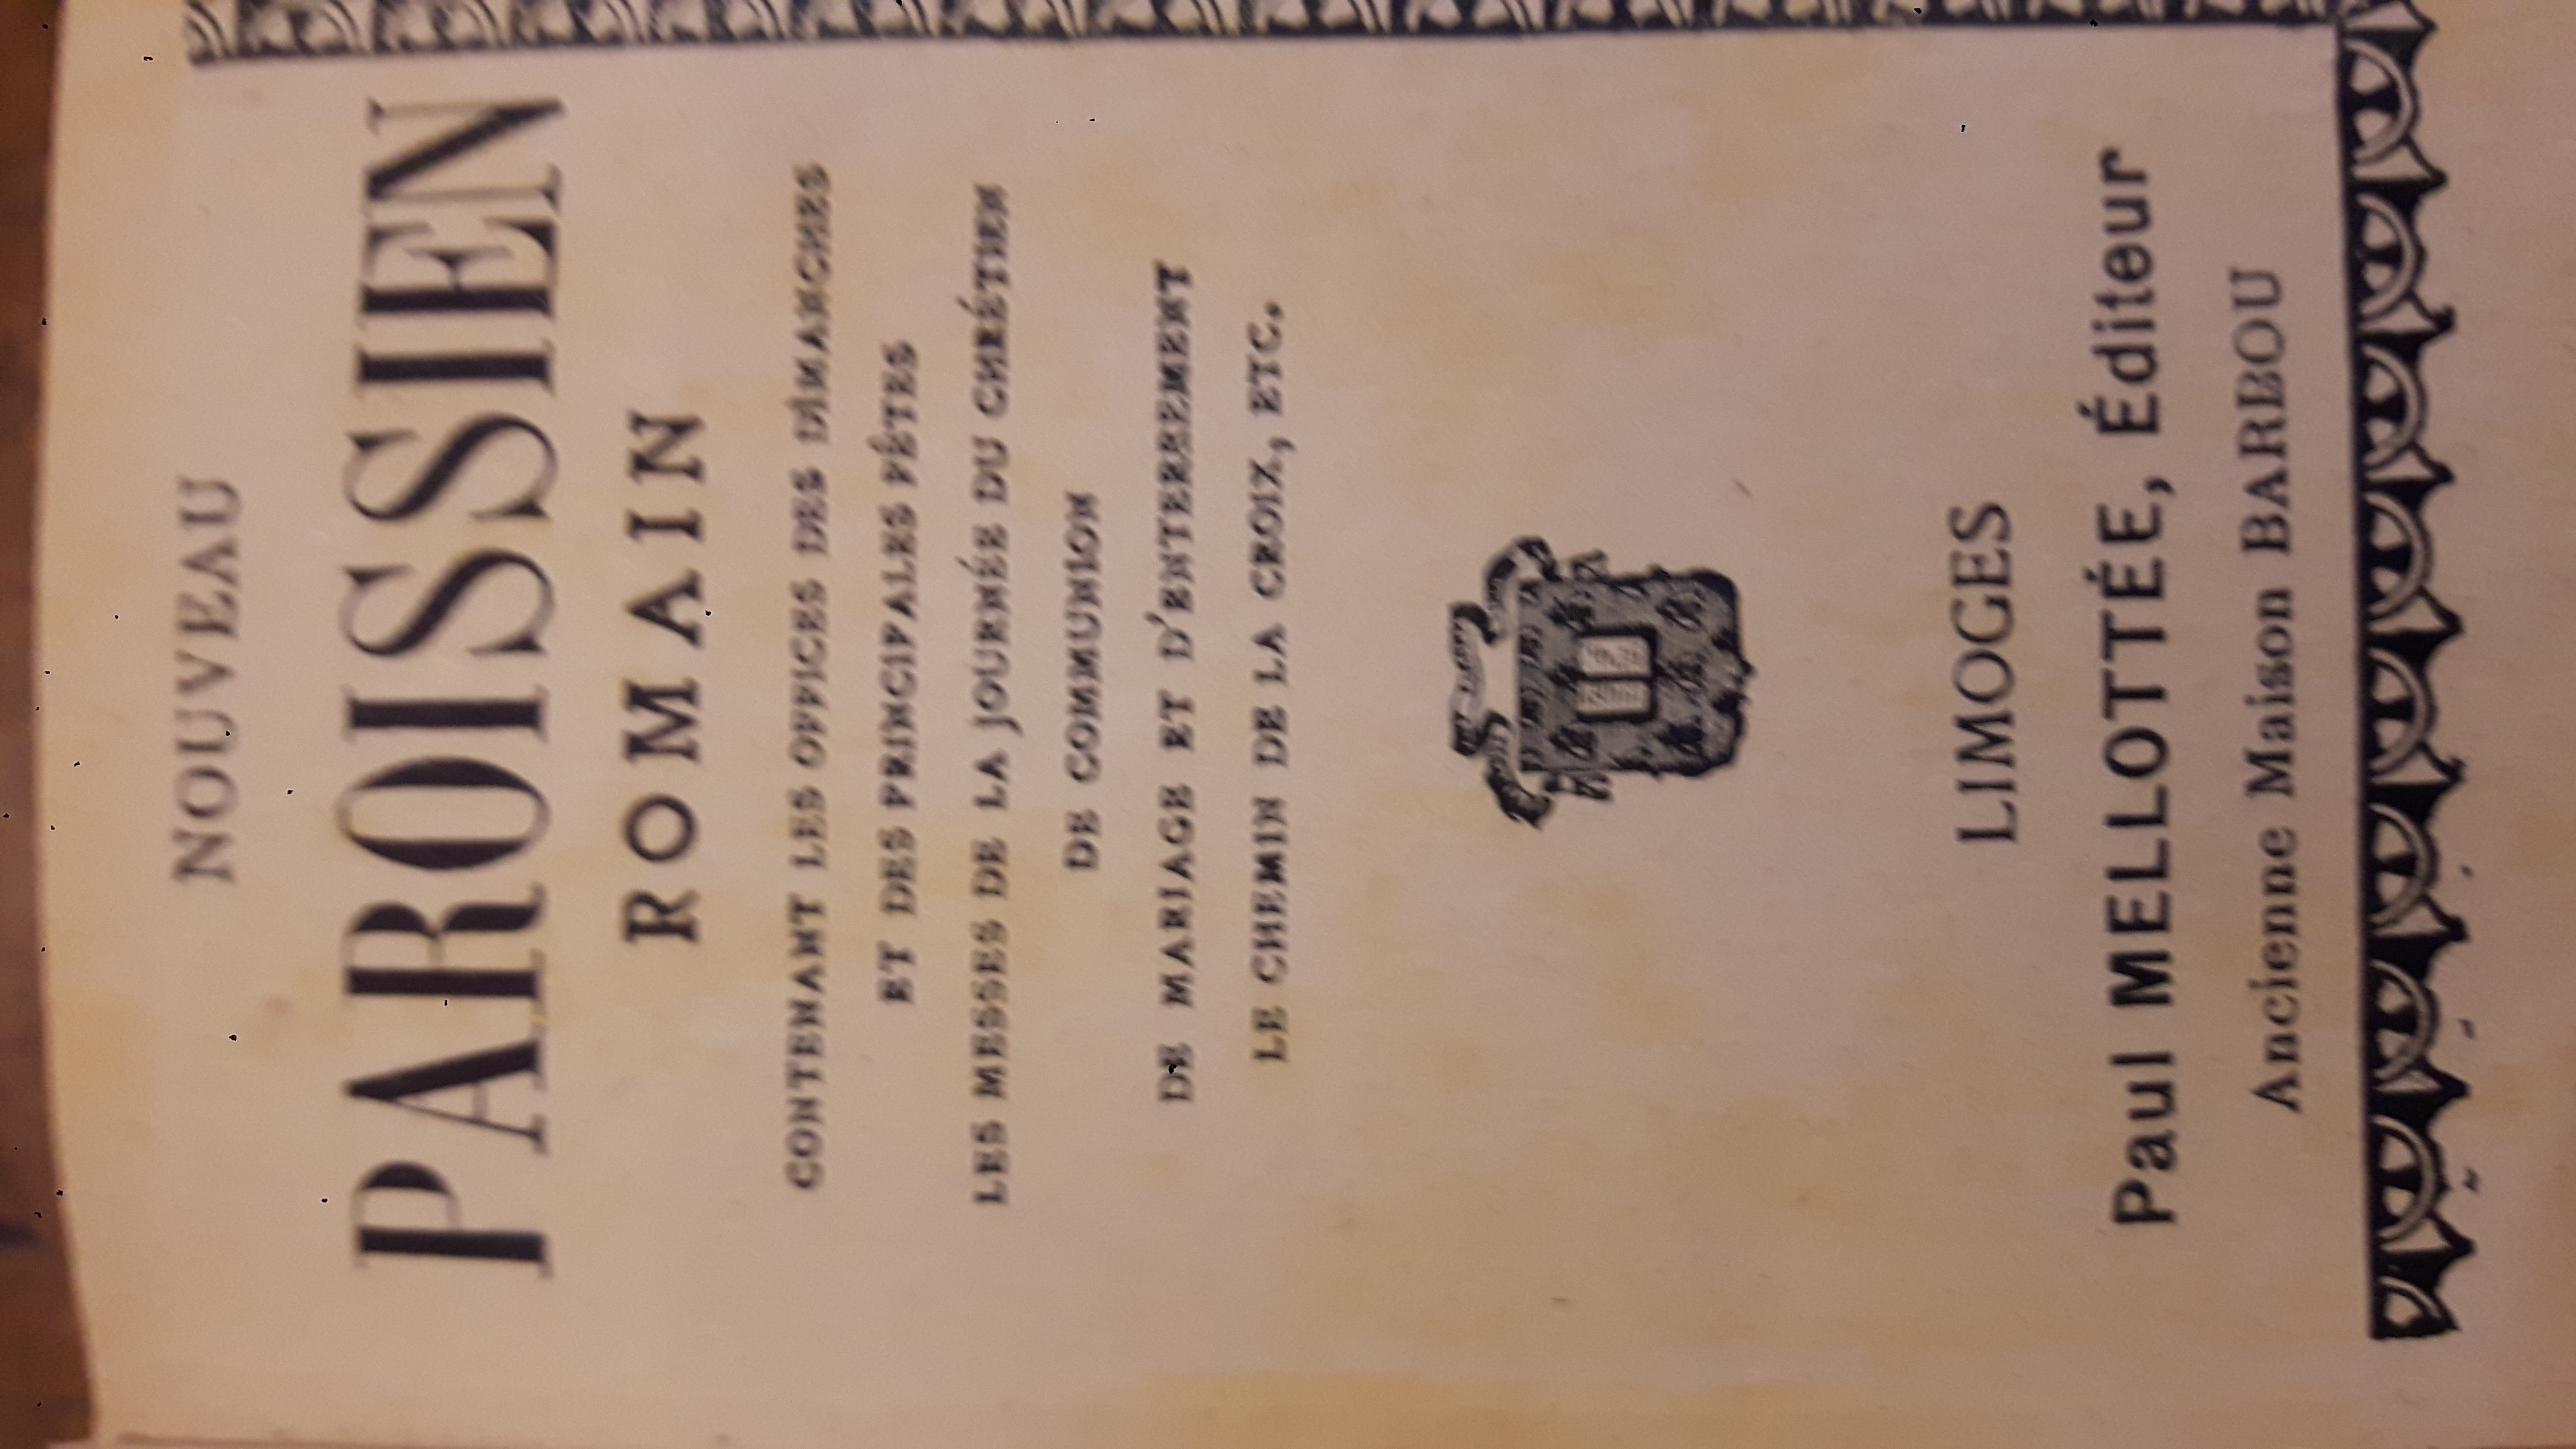 NOUVEAU
PAROISSIEN
ROMAIN
CONTENANT LES OFFICES DES DIMANCHES
ET DES PRINCIPALES FÊTES
LES MESSES DE LA JOURNÉE DU CHRÉTIEN
DE COMMUNION
DE MARIAGE ET D'ENTERREMENT
LE CHEMIN DE LA CROIX, ETC.
LIMOGES
Paul MELLOTTÉE, Éditeur
Ancienne Maison BARBOU